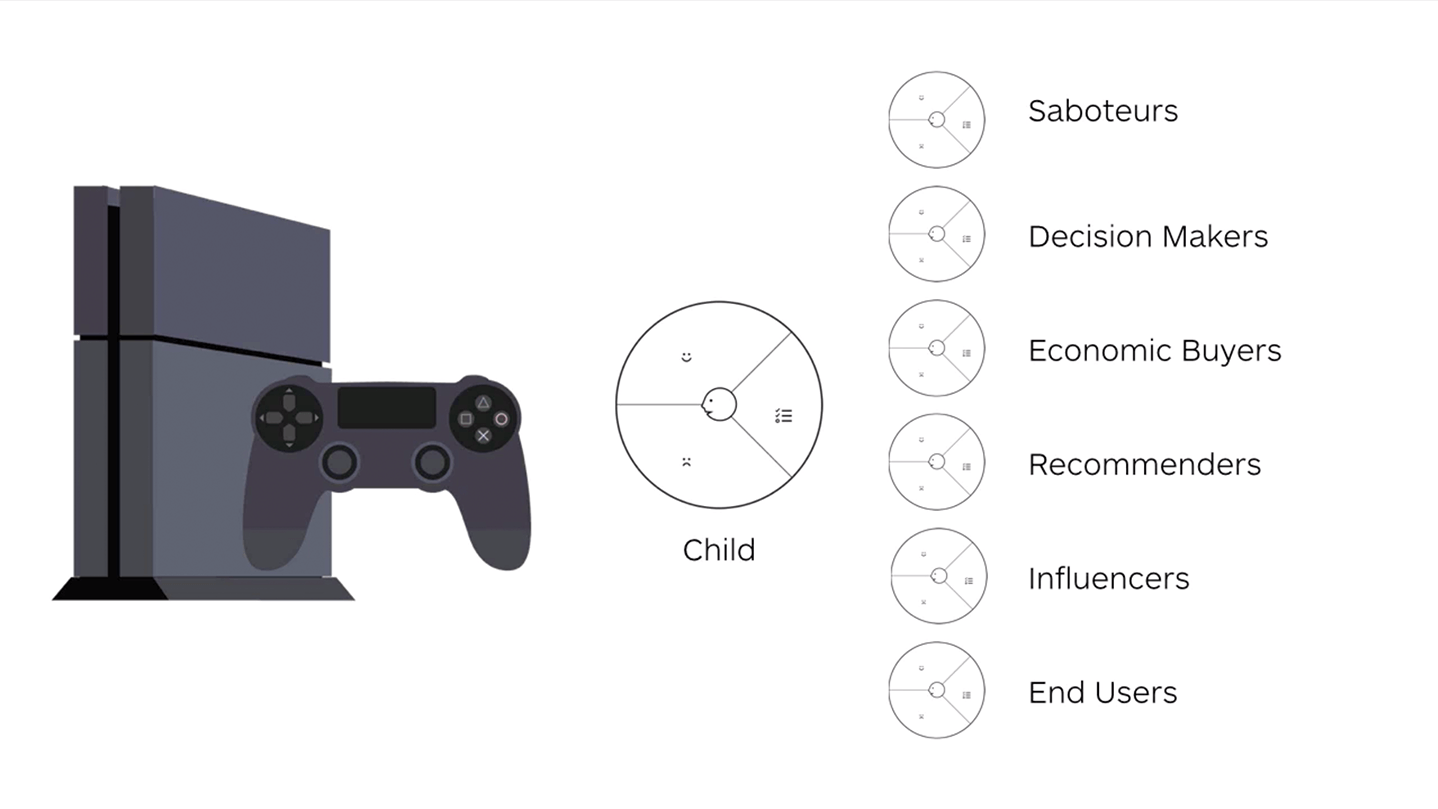 Child
Saboteurs
Decision Makers
Economic Buyers
Recommenders
Influencers
End Users